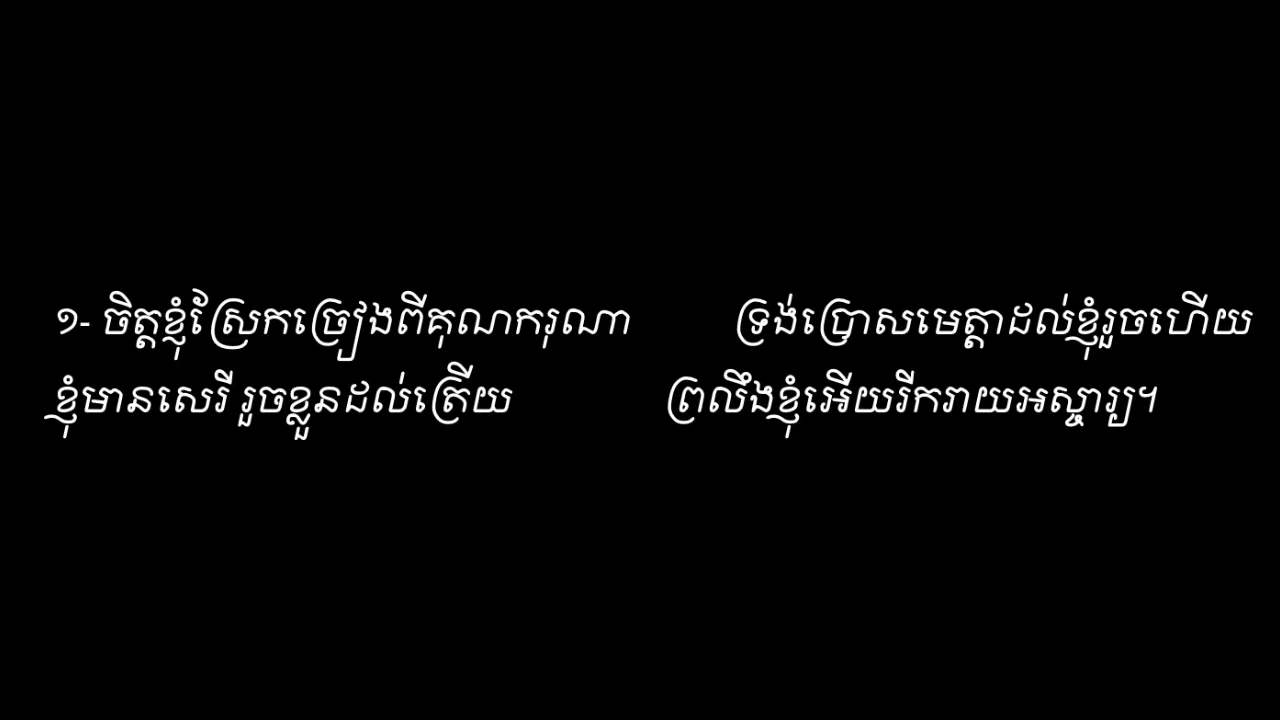 ១- ចិត្តខ្ញុំស្រែកច្រៀងពីគុណករុណា ទ្រង់ប្រោសមេត្តាដល់ខ្ញុំរួចហើយ
ខ្ញុំមានសេរី រួចខ្លួនដល់ត្រើយ ព្រលឹងខ្ញុំអើយរីករាយអស្ចារ្យ។